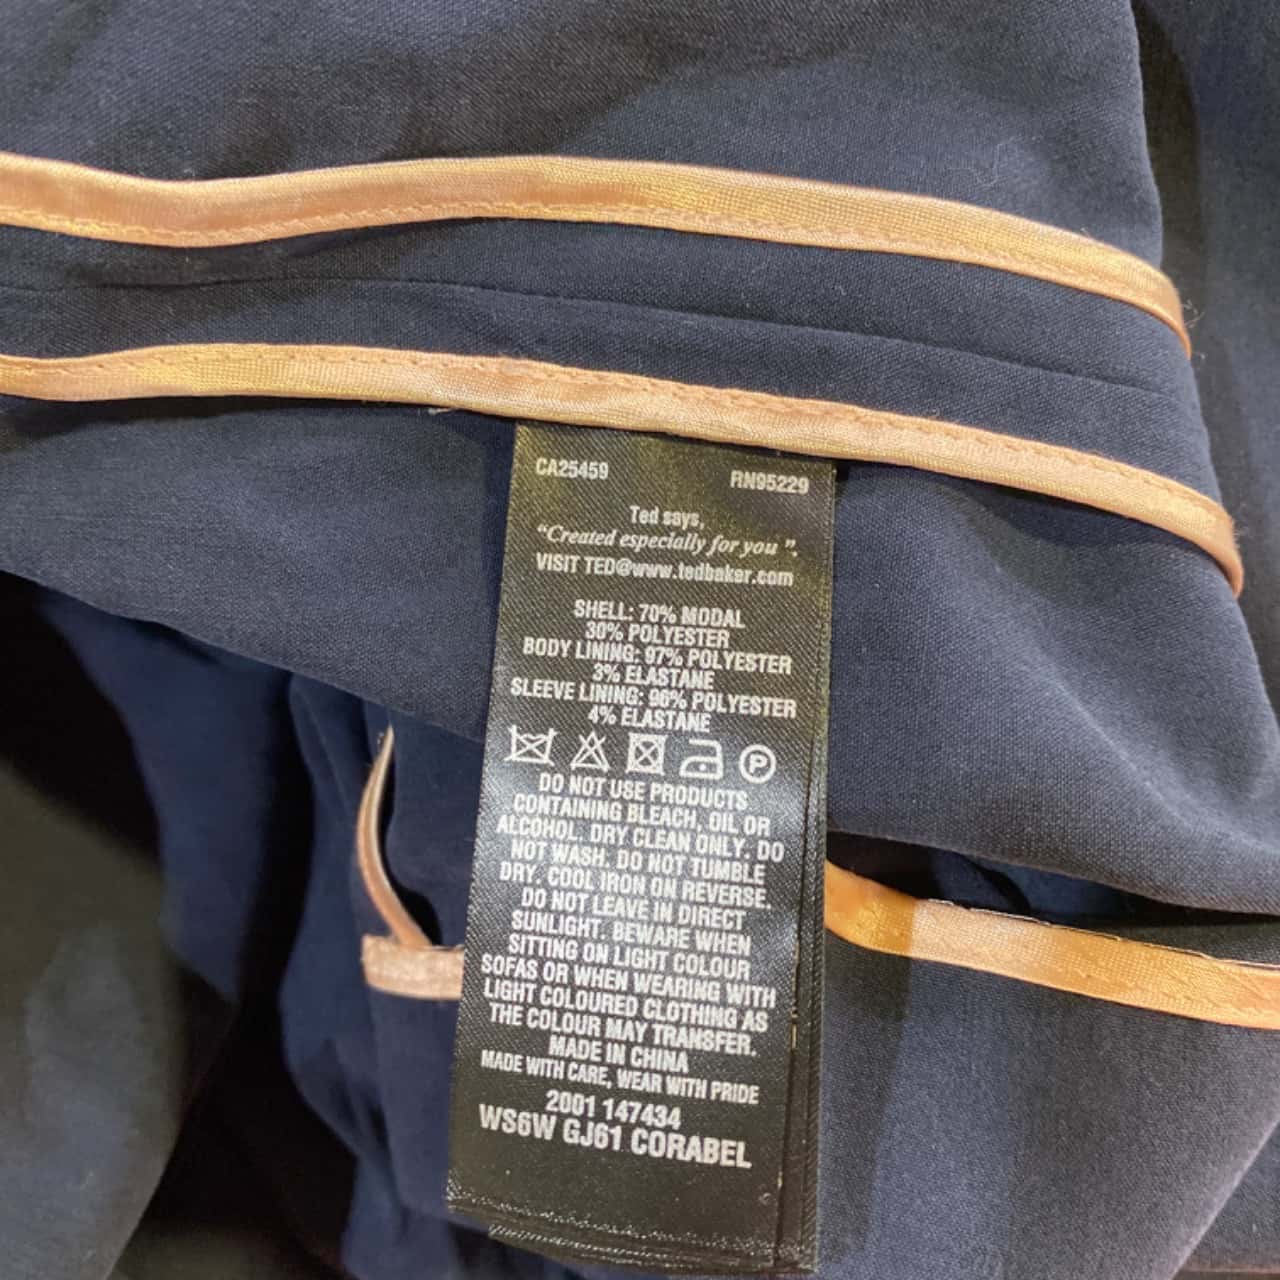 CA25459 RN95229
Ted says,
“Created especially for you ”.
VISIT TED@www.tedbaker.com
SHELL: 70% MODAL
30% POLYESTER
BODY LINING: 97% POLYESTER
3% ELASTANE
SLEEVE LINING: 96% POLYESTER
4% ELASTANE
P
DO NOT USE PRODUCTS
CONTAINING BLEACH, OIL OR
ALCOHOL. DRY CLEAN ONLY. DO
NOT WASH. DO NOT TUMBLE
DRY. COOL IRON ON REVERSE.
DO NOT LEAVE IN DIRECT
SUNLIGHT. BEWARE WHEN
SITTING ON LIGHT COLOUR
SOFAS OR WHEN WEARING WITH
LIGHT COLOURED CLOTHING AS
THE COLOUR MAY TRANSFER.
MADE IN CHINA
MADE WITH CARE, WEAR WITH PRIDE
2001 147434
WS6W GJ61 CORABEL